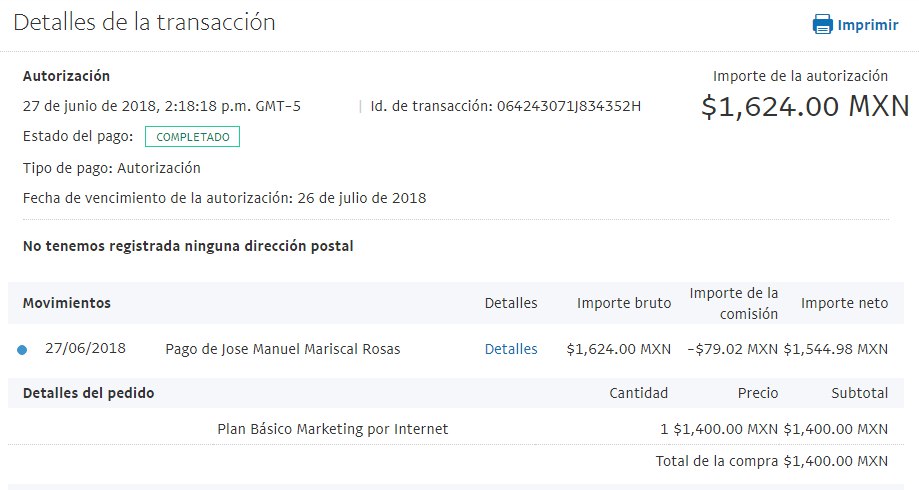 Detalles de la transacción
Imprimir
Autorización
Importe de la autorización
27 de junio de 2018, 2:18:18 p.m. GMT-5 | Id. de transacción: 064243071J834352H
$1,624.00 MXN
Estado del pago: COMPLETADO
Tipo de pago: Autorización
Fecha de vencimiento de la autorización: 26 de julio de 2018
No tenemos registrada ninguna dirección postal
Movimientos Detalles Importe bruto Importe de la comisión Importe neto
27/06/2018 Pago de Jose Manuel Mariscal Rosas Detalles $1,624.00 MXN -$79.02 MXN $1,544.98 MXN
Detalles del pedido Cantidad Precio Subtotal
Plan Básico Marketing por Internet 1 $1,400.00 MXN $1,400.00 MXN
Total de la compra $1,400.00 MXN